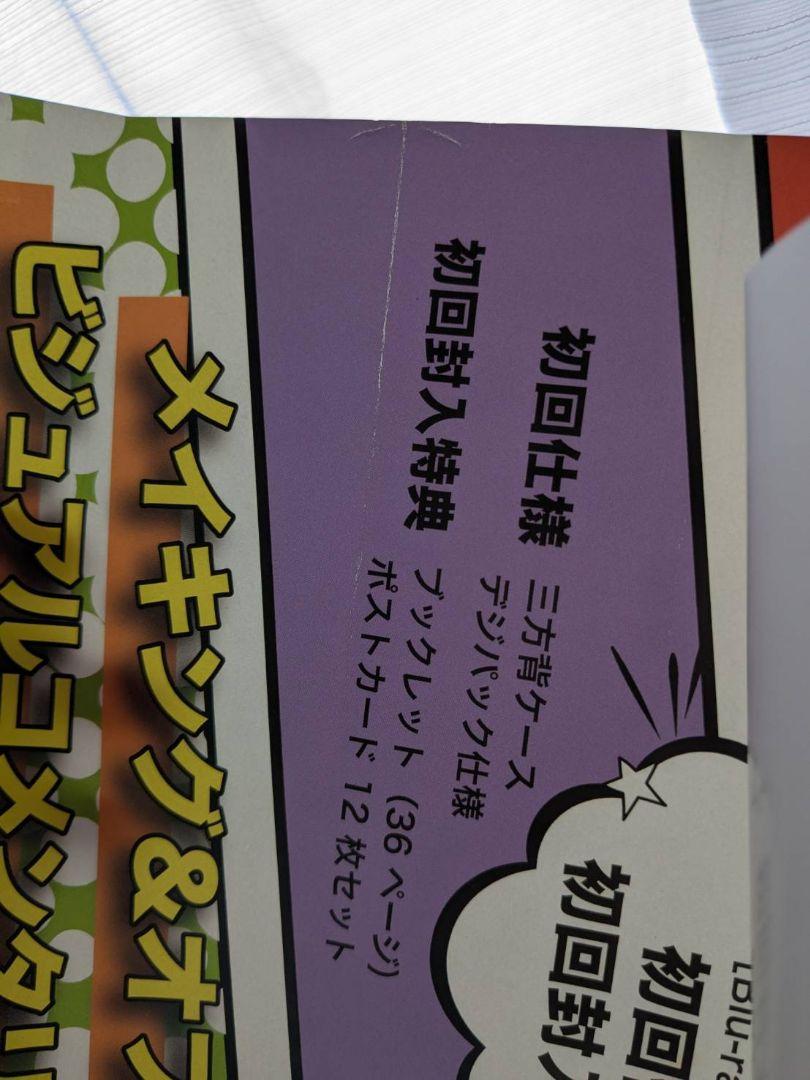 [Blu-ra
初回
初回封入
初回仕様
三方背ケース
デジパック仕様
初回封入特典
ブックレット(36ページ)
ポストカード12枚セット
メイキング&オ
ビジュアルコメンタリ